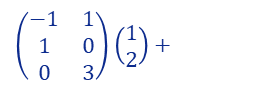 (−1 1) (1) +
(1 0) (2)
(0 3)